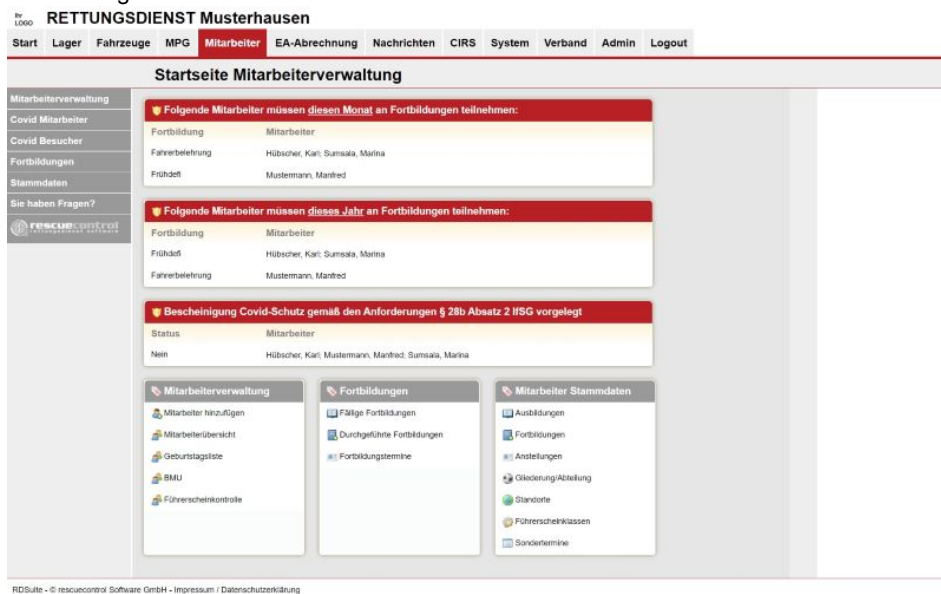 Ihr
LOGO
RETTUNGSDIENST Musterhausen
Start Lager Fahrzeuge MPG Mitarbeiter EA-Abrechnung Nachrichten CIRS System Verband Admin Logout
Startseite Mitarbeiterverwaltung
Mitarbeiterverwaltung
Covid Mitarbeiter
Covid Besucher
Fortbildungen
Stammdaten
Sie haben Fragen?
rescuecontrol
rettungsdienst software
Folgende Mitarbeiter müssen diesen Monat an Fortbildungen teilnehmen:
Fortbildung Mitarbeiter
Fahrerbelehrung Hübscher, Karl; Sumsala, Marina
Frühdefi Mustermann, Manfred
Folgende Mitarbeiter müssen dieses Jahr an Fortbildungen teilnehmen:
Fortbildung Mitarbeiter
Frühdefi Hübscher, Karl; Sumsala, Marina
Fahrerbelehrung Mustermann, Manfred
Bescheinigung Covid-Schutz gemäß den Anforderungen § 28b Absatz 2 IfSG vorgelegt
Status Mitarbeiter
Nein Hübscher, Karl; Mustermann, Manfred; Sumsala, Marina
Mitarbeiterverwaltung
Mitarbeiter hinzufügen
Mitarbeiterübersicht
Geburtstagsliste
BMU
Führerscheinkontrolle
Fortbildungen
Fällige Fortbildungen
Durchgeführte Fortbildungen
Fortbildungstermine
Mitarbeiter Stammdaten
Ausbildungen
Fortbildungen
Anstellungen
Gliederung/Abteilung
Standorte
Führerscheinklassen
Sondertermine
RDSuite - © rescuecontrol Software GmbH - Impressum / Datenschutzerklärung